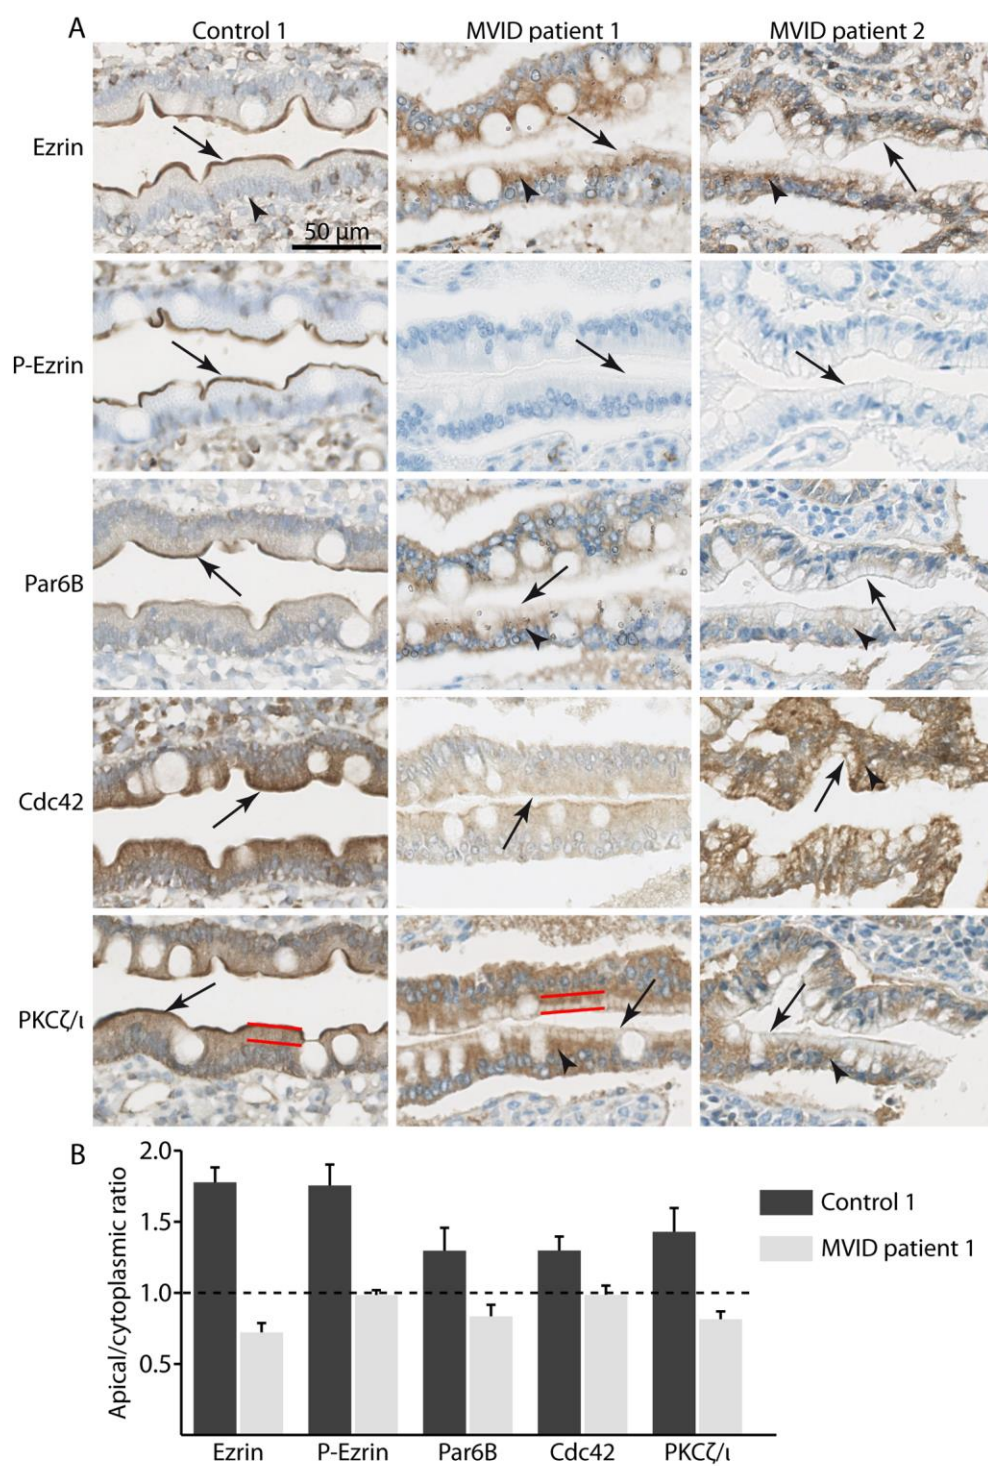 A
Control 1 MVID patient 1 MVID patient 2
Ezrin
50 µm
P-Ezrin
Par6B
Cdc42
PKCζ/ι
B
Apical/cytoplasmic ratio
2.0
1.5
1.0
0.5
Control 1
MVID patient 1
Ezrin P-Ezrin Par6B Cdc42 PKCζ/ι